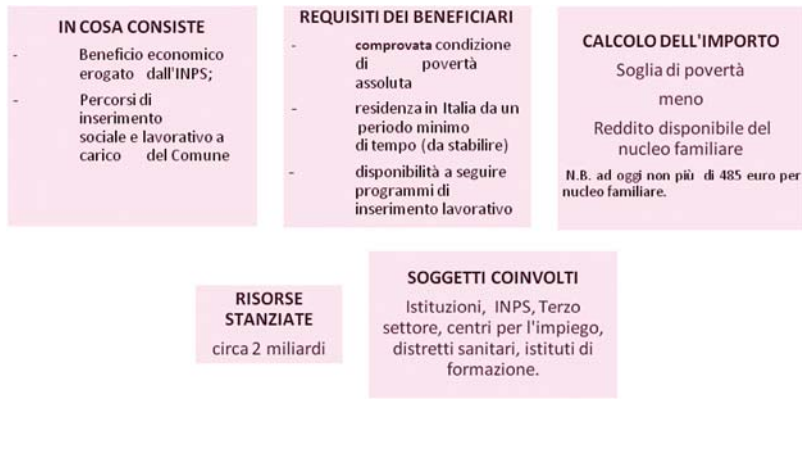 IN COSA CONSISTE
- Beneficio economico
erogato dall'INPS;
- Percorsi di
inserimento
sociale e lavorativo a
carico del Comune
REQUISITI DEI BENEFICIARI
- comprovata condizione
di povertà
assoluta
- residenza in Italia da un
periodo minimo
di tempo (da stabilire)
- disponibilità a seguire
programmi di
inserimento lavorativo
CALCOLO DELL'IMPORTO
Soglia di povertà
meno
Reddito disponibile del
nucleo familiare
N.B. ad oggi non più di 485 euro per
nucleo familiare.
RISORSE
STANZIATE
circa 2 miliardi
SOGGETTI COINVOLTI
Istituzioni, INPS, Terzo
settore, centri per l'impiego,
distretti sanitari, istituti di
formazione.